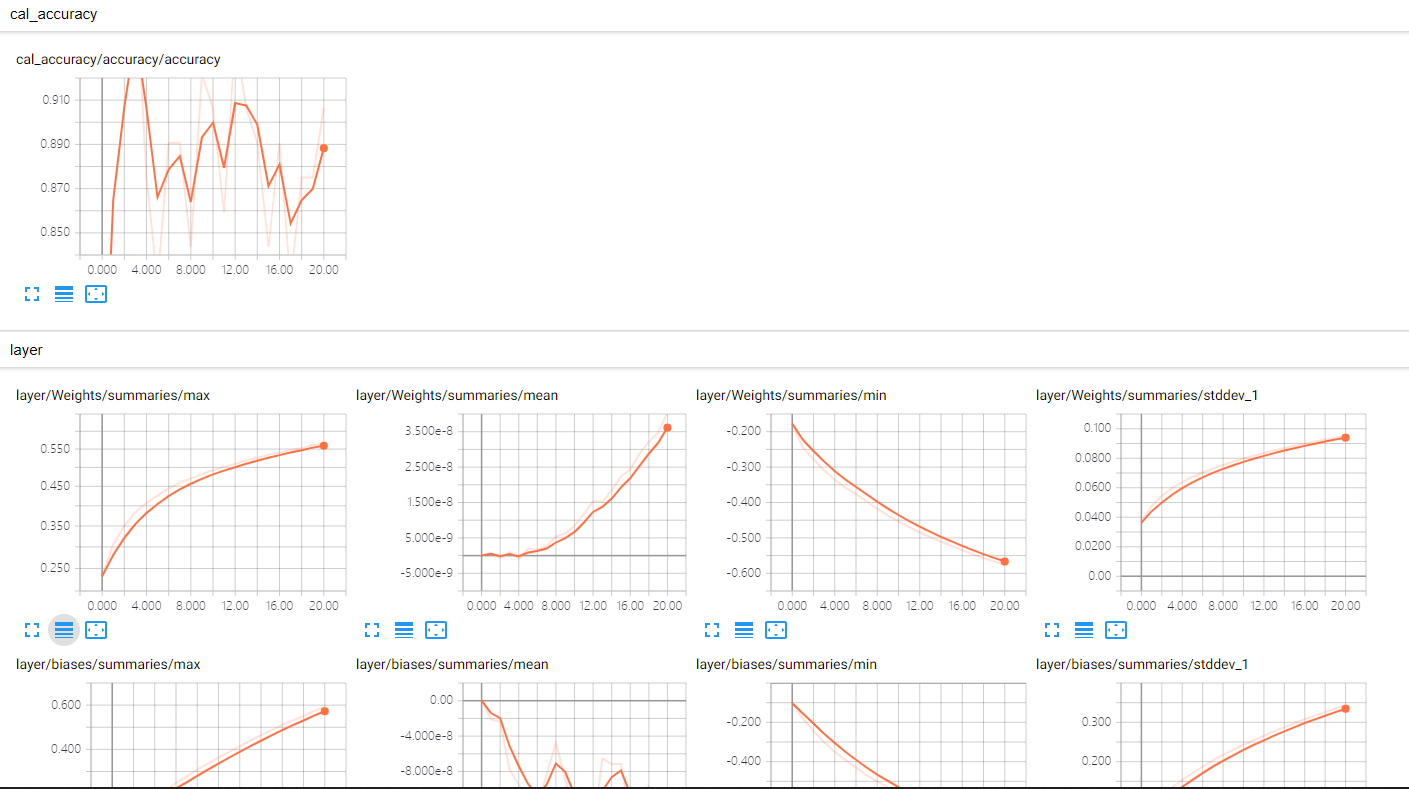 cal_accuracy
cal_accuracy/accuracy/accuracy
0.910
0.890
0.870
0.850
0.000 4.000 8.000 12.00 16.00 20.00
layer
layer/Weights/summaries/max
0.550
0.450
0.350
0.250
0.000 4.000 8.000 12.00 16.00 20.00
layer/Weights/summaries/mean
3.500e-8
2.500e-8
1.500e-8
5.000e-9
-5.000e-9
0.000 4.000 8.000 12.00 16.00 20.00
layer/Weights/summaries/min
-0.200
-0.300
-0.400
-0.500
-0.600
0.000 4.000 8.000 12.00 16.00 20.00
layer/Weights/summaries/stddev_1
0.100
0.0800
0.0600
0.0400
0.0200
0.00
0.000 4.000 8.000 12.00 16.00 20.00
layer/biases/summaries/max
0.600
0.400
layer/biases/summaries/mean
0.00
-4.000e-8
-8.000e-8
layer/biases/summaries/min
-0.200
-0.400
layer/biases/summaries/stddev_1
0.300
0.200